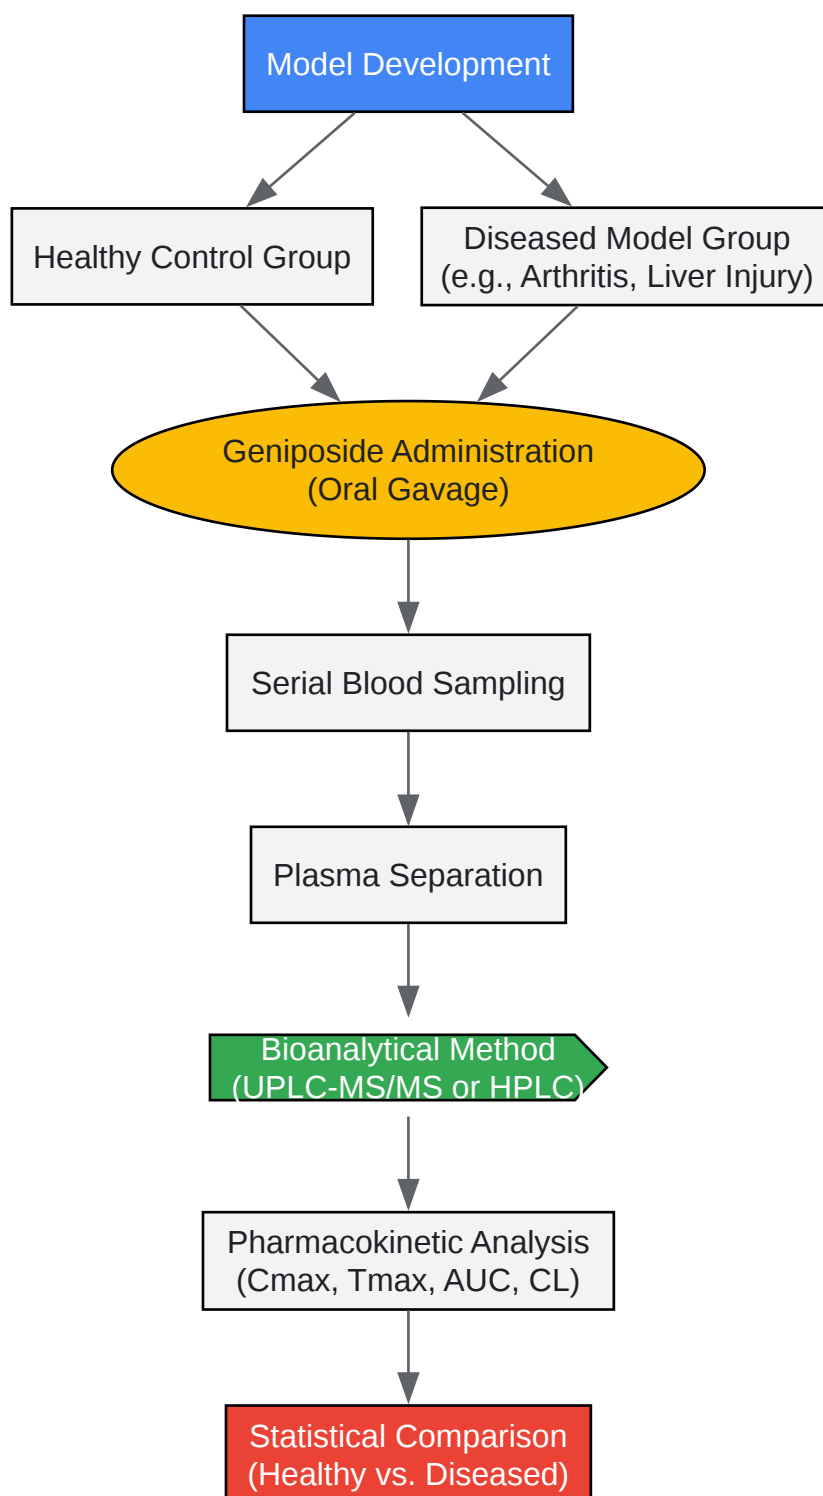 Model Development
Healthy Control Group
Diseased Model Group
(e.g., Arthritis, Liver Injury)
Geniposide Administration
(Oral Gavage)
Serial Blood Sampling
Plasma Separation
Bioanalytical Method
(UPLC-MS/MS or HPLC)
Pharmacokinetic Analysis
(Cmax, Tmax, AUC, CL)
Statistical Comparison
(Healthy vs. Diseased)